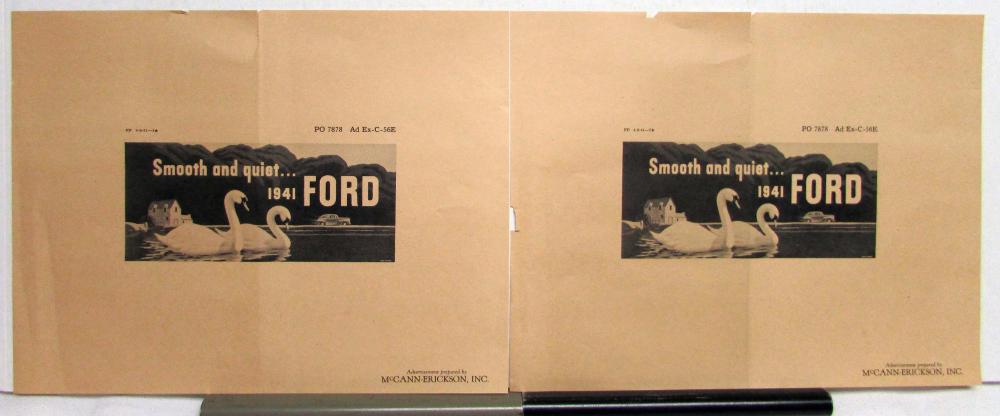 PO 7878 Ad Ex-C-56E
Smooth and quiet...
1941 FORD
Advertisement prepared by
McCANN-ERICKSON, INC.
PO 7878 Ad Ex-C-56E
Smooth and quiet...
1941 FORD
Advertisement prepared by
McCANN-ERICKSON, INC.